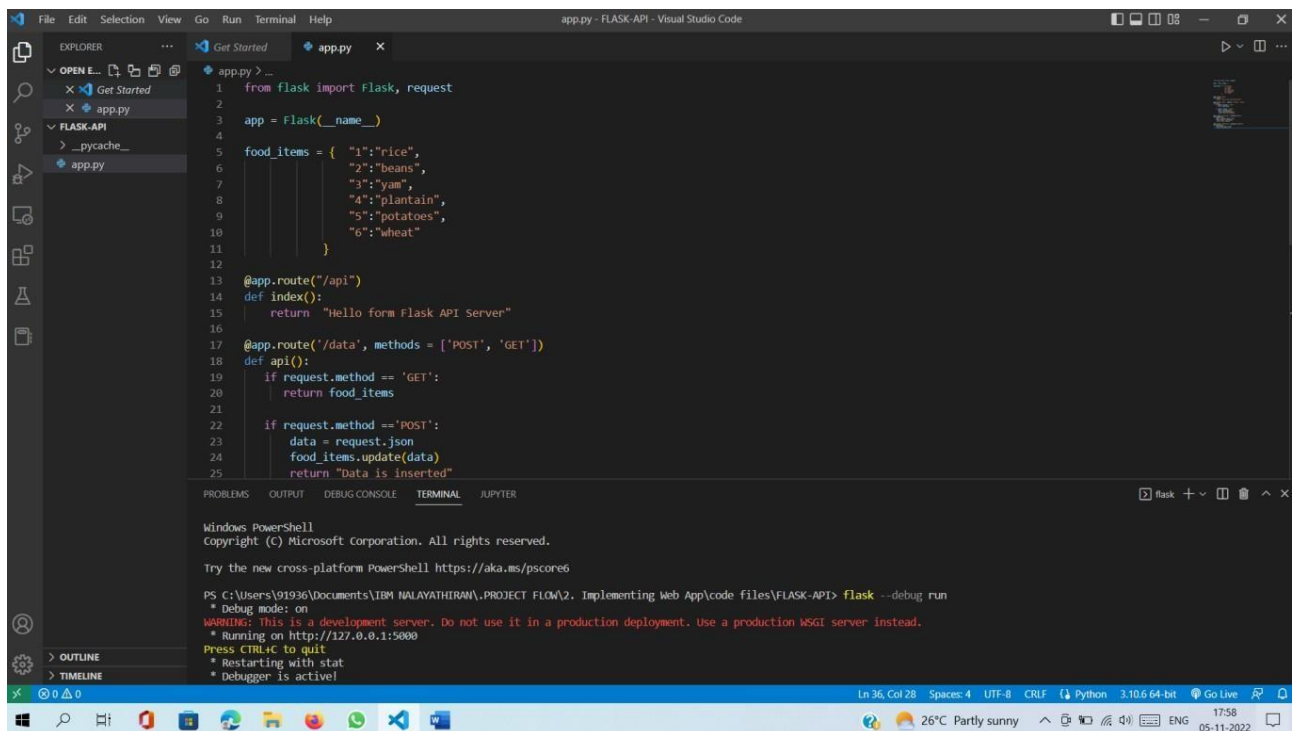 File Edit Selection View Go Run Terminal Help
app.py - FLASK-API - Visual Studio Code
EXPLORER
OPEN E...
Get Started
app.py
FLASK-API
__pycache__
app.py
OUTLINE
TIMELINE
Get Started app.py
app.py > ...
1 from flask import Flask, request
2
3 app = Flask(__name__)
4
5 food_items = { "1":"rice",
6 "2":"beans",
7 "3":"yam",
8 "4":"plantain",
9 "5":"potatoes",
10 "6":"wheat"
11 }
12
13 @app.route("/api")
14 def index():
15 return "Hello form Flask API Server"
16
17 @app.route('/data', methods = ['POST', 'GET'])
18 def api():
19 if request.method == 'GET':
20 return food_items
21
22 if request.method =='POST':
23 data = request.json
24 food_items.update(data)
25 return "Data is inserted"
PROBLEMS OUTPUT DEBUG CONSOLE TERMINAL JUPYTER
flask
Windows PowerShell
Copyright (C) Microsoft Corporation. All rights reserved.
Try the new cross-platform PowerShell https://aka.ms/pscore6
PS C:\Users\91936\Documents\IBM NALAYATHIRAN\.PROJECT FLOW\2. Implementing Web App\code files\FLASK-API> flask --debug run
* Debug mode: on
WARNING: This is a development server. Do not use it in a production deployment. Use a production WSGI server instead.
* Running on http://127.0.0.1:5000
Press CTRL+C to quit
* Restarting with stat
* Debugger is active!
0 0
Ln 36, Col 28 Spaces: 4 UTF-8 CRLF Python 3.10.6 64-bit Go Live
26°C Partly sunny
ENG
17:58
05-11-2022